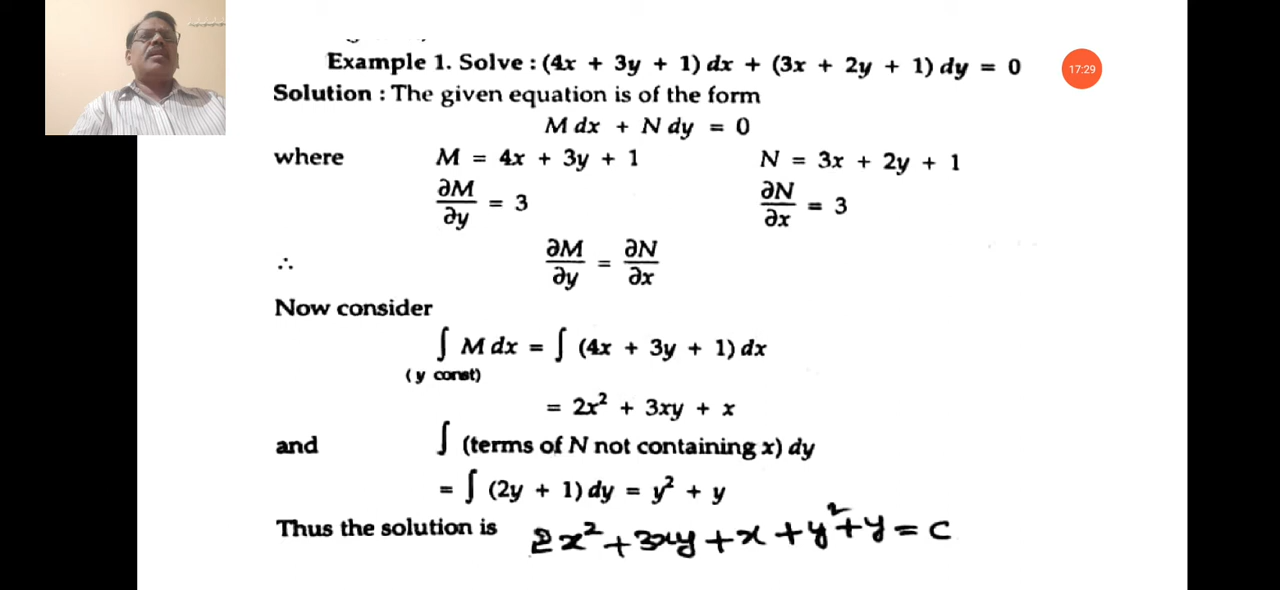 Example 1. Solve : (4x + 3y + 1) dx + (3x + 2y + 1) dy = 0
17:29
Solution : The given equation is of the form
M dx + N dy = 0
where M = 4x + 3y + 1 N = 3x + 2y + 1
∂M/∂y = 3 ∂N/∂x = 3
∴ ∂M/∂y = ∂N/∂x
Now consider
∫ M dx = ∫ (4x + 3y + 1) dx
(y const)
= 2x² + 3xy + x
and ∫ (terms of N not containing x) dy
= ∫ (2y + 1) dy = y² + y
Thus the solution is 2x² + 3xy + x + y² + y = c